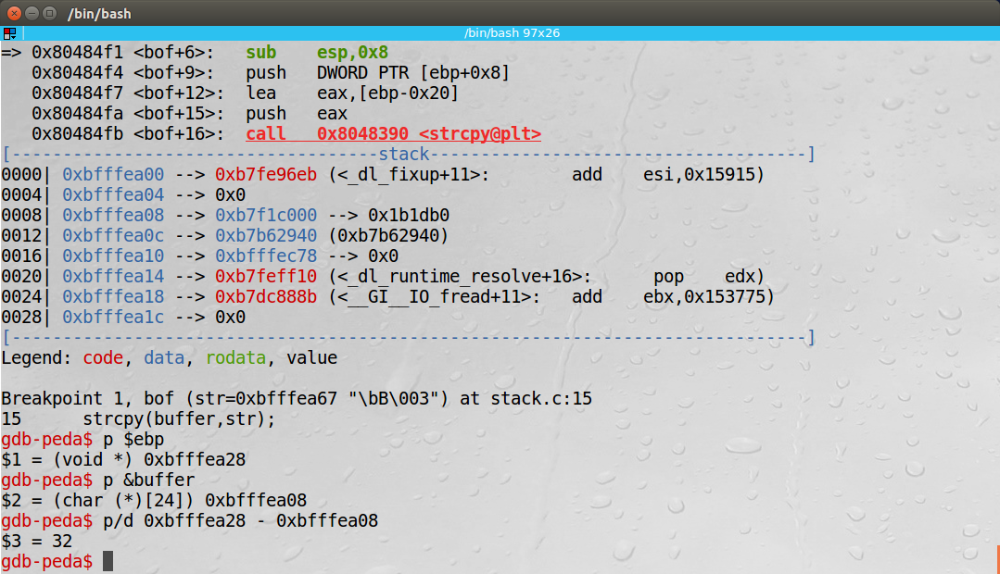 /bin/bash
/bin/bash 97x26
=> 0x80484f1 <bof+6>:	sub    esp,0x8
   0x80484f4 <bof+9>:	push   DWORD PTR [ebp+0x8]
   0x80484f7 <bof+12>:	lea    eax,[ebp-0x20]
   0x80484fa <bof+15>:	push   eax
   0x80484fb <bof+16>:	call   0x8048390 <strcpy@plt>
[------------------------------------stack-------------------------------------]
0000| 0xbfffea00 --> 0xb7fe96eb (<_dl_fixup+11>:	add    esi,0x15915)
0004| 0xbfffea04 --> 0x0
0008| 0xbfffea08 --> 0xb7f1c000 --> 0x1b1db0
0012| 0xbfffea0c --> 0xb7b62940 (0xb7b62940)
0016| 0xbfffea10 --> 0xbfffec78 --> 0x0
0020| 0xbfffea14 --> 0xb7feff10 (<_dl_runtime_resolve+16>:	pop    edx)
0024| 0xbfffea18 --> 0xb7dc888b (<__GI__IO_fread+11>:	add    ebx,0x153775)
0028| 0xbfffea1c --> 0x0
[------------------------------------------------------------------------------]
Legend: code, data, rodata, value

Breakpoint 1, bof (str=0xbfffea67 "\bB\003") at stack.c:15
15	    strcpy(buffer,str);
gdb-peda$ p $ebp
$1 = (void *) 0xbfffea28
gdb-peda$ p &buffer
$2 = (char (*)[24]) 0xbfffea08
gdb-peda$ p/d 0xbfffea28 - 0xbfffea08
$3 = 32
gdb-peda$